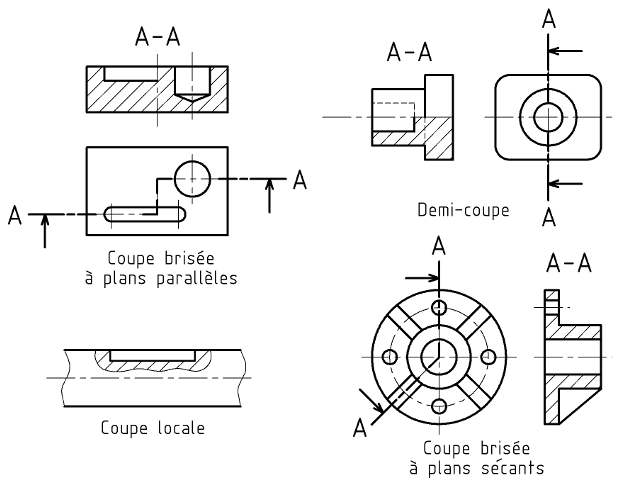 A-A
A
A
Coupe brisée
à plans parallèles
A-A
A
A
Demi-coupe
Coupe locale
A
A-A
A
Coupe brisée
à plans sécants